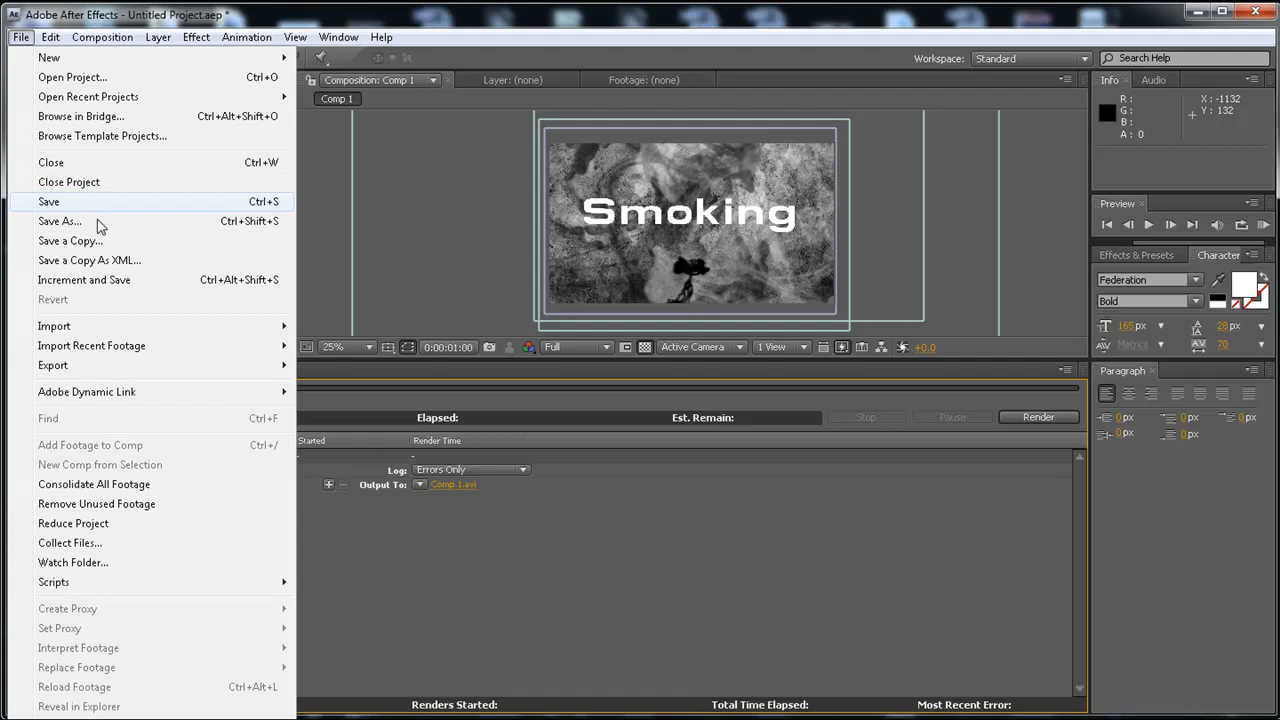 Adobe After Effects - Untitled Project.aep *
File Edit Composition Layer Effect Animation View Window Help
New
Open Project... Ctrl+O
Open Recent Projects
Browse in Bridge... Ctrl+Alt+Shift+O
Browse Template Projects...
Close Ctrl+W
Close Project
Save Ctrl+S
Save As... Ctrl+Shift+S
Save a Copy...
Save a Copy As XML...
Increment and Save Ctrl+Alt+Shift+S
Revert
Import
Import Recent Footage
Export
Adobe Dynamic Link
Find Ctrl+F
Add Footage to Comp Ctrl+/
New Comp from Selection
Consolidate All Footage
Remove Unused Footage
Reduce Project
Collect Files...
Watch Folder...
Scripts
Create Proxy
Set Proxy
Interpret Footage
Replace Footage
Reload Footage Ctrl+Alt+L
Reveal in Explorer
Workspace: Standard
Search Help
Composition: Comp 1 Layer: (none) Footage: (none)
Comp 1
Smoking
25% 0:00:01:00 Full Active Camera 1 View +0.0
Elapsed: Est. Remain: Stop Pause Render
Started Render Time
- -
Log: Errors Only
Output To: Comp 1.avi
Renders Started: Total Time Elapsed: Most Recent Error:
Info Audio
R: X: -1132
G: Y: 132
B:
A: 0
Preview
Effects & Presets Character
Federation
Bold
165 px 28 px
Metrics 70
Paragraph
0 px 0 px 0 px
0 px 0 px